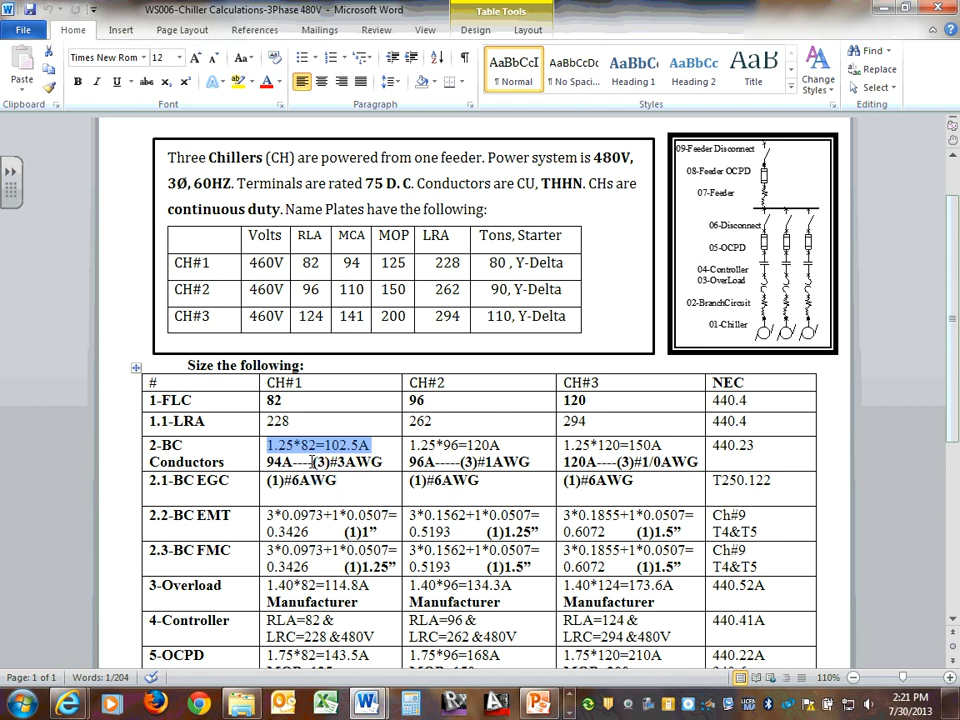 WS006-Chiller Calculations-3Phase 480V - Microsoft Word
Table Tools
File Home Insert Page Layout References Mailings Review View Design Layout
Paste
Times New Rom 12
B I U abc x₂ x²
AaBbCcI AaBbCcDc AaBbC AaBbCc AaB
¶ Normal ¶ No Spaci... Heading 1 Heading 2 Title
Change Styles
Find
Replace
Select
Clipboard Font Paragraph Styles Editing
Three Chillers (CH) are powered from one feeder. Power system is 480V,
3Ø, 60HZ. Terminals are rated 75 D. C. Conductors are CU, THHN. CHs are
continuous duty. Name Plates have the following:
Volts RLA MCA MOP LRA Tons, Starter
CH#1 460V 82 94 125 228 80 , Y-Delta
CH#2 460V 96 110 150 262 90, Y-Delta
CH#3 460V 124 141 200 294 110, Y-Delta
09-Feeder Disconnect
08-Feeder OCPD
07-Feeder
06-Disconnect
05-OCPD
04-Controller
03-OverLoad
02-BranchCircuit
01-Chiller
Size the following:
# CH#1 CH#2 CH#3 NEC
1-FLC 82 96 120 440.4
1.1-LRA 228 262 294 440.4
2-BC 1.25*82=102.5A 1.25*96=120A 1.25*120=150A 440.23
Conductors 94A----(3)#3AWG 96A-----(3)#1AWG 120A----(3)#1/0AWG
2.1-BC EGC (1)#6AWG (1)#6AWG (1)#6AWG T250.122
2.2-BC EMT 3*0.0973+1*0.0507= 3*0.1562+1*0.0507= 3*0.1855+1*0.0507= Ch#9
0.3426 (1)1” 0.5193 (1)1.25” 0.6072 (1)1.5” T4&T5
2.3-BC FMC 3*0.0973+1*0.0507= 3*0.1562+1*0.0507= 3*0.1855+1*0.0507= Ch#9
0.3426 (1)1.25” 0.5193 (1)1.5” 0.6072 (1)1.5” T4&T5
3-Overload 1.40*82=114.8A 1.40*96=134.3A 1.40*124=173.6A 440.52A
Manufacturer Manufacturer Manufacturer
4-Controller RLA=82 & RLA=96 & RLA=124 & 440.41A
LRC=228 &480V LRC=262 &480V LRC=294 &480V
5-OCPD 1.75*82=143.5A 1.75*96=168A 1.75*120=210A 440.22A
Page: 1 of 1 Words: 1/204 110%
2:21 PM
7/30/2013